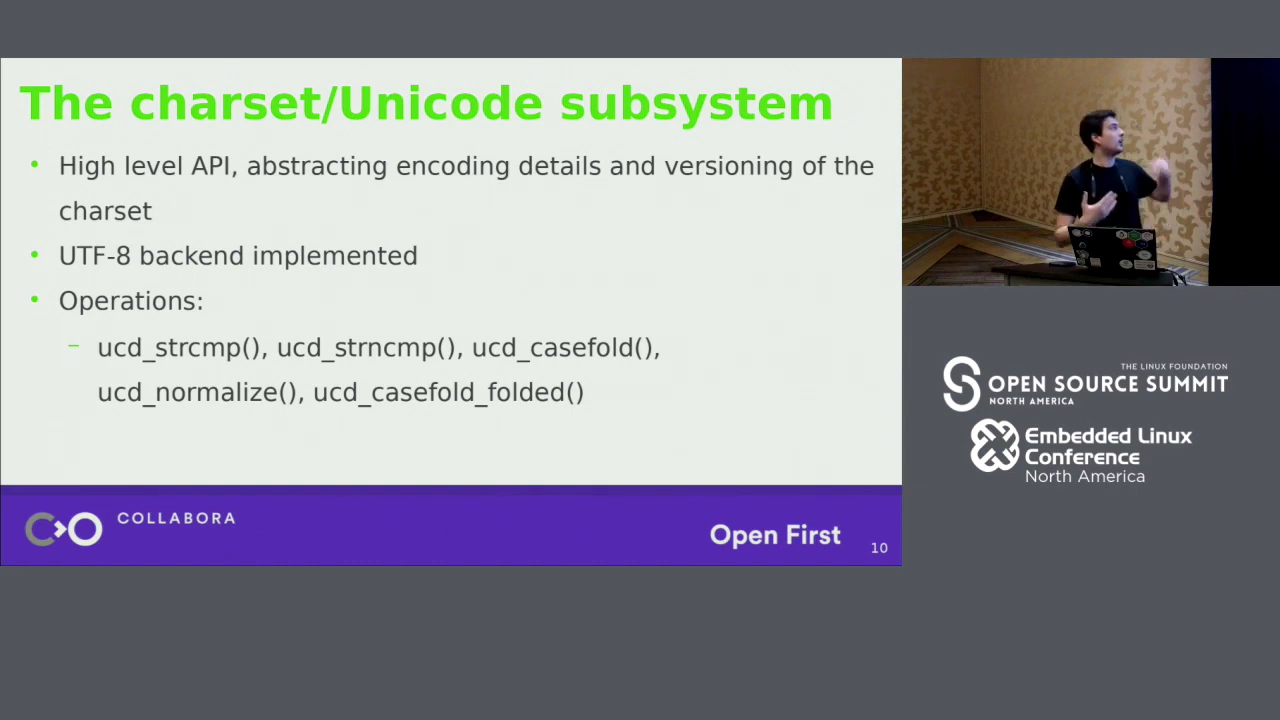 The charset/Unicode subsystem
• High level API, abstracting encoding details and versioning of the
charset
• UTF-8 backend implemented
• Operations:
– ucd_strcmp(), ucd_strncmp(), ucd_casefold(),
ucd_normalize(), ucd_casefold_folded()
COLLABORA
Open First
10
THE LINUX FOUNDATION
OPEN SOURCE SUMMIT
NORTH AMERICA
Embedded Linux
Conference
North America